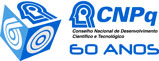 CNPq
Conselho Nacional de Desenvolvimento
Científico e Tecnológico
60 ANOS